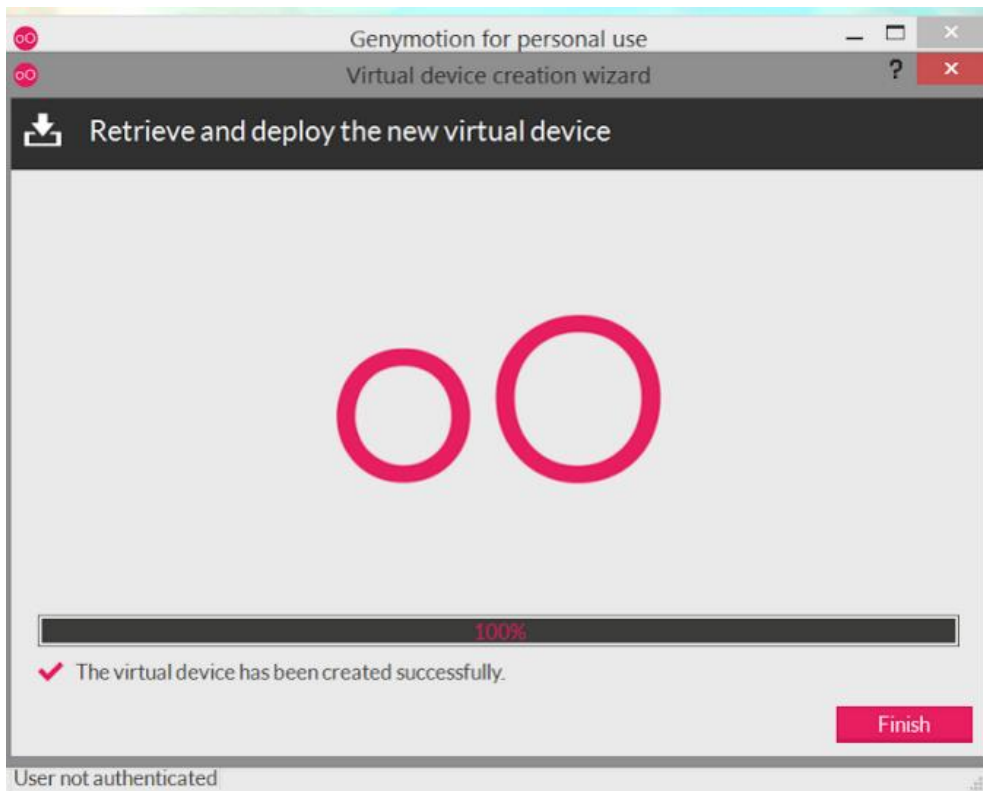 Genymotion for personal use
Virtual device creation wizard
?
Retrieve and deploy the new virtual device
oO
100%
The virtual device has been created successfully.
Finish
User not authenticated